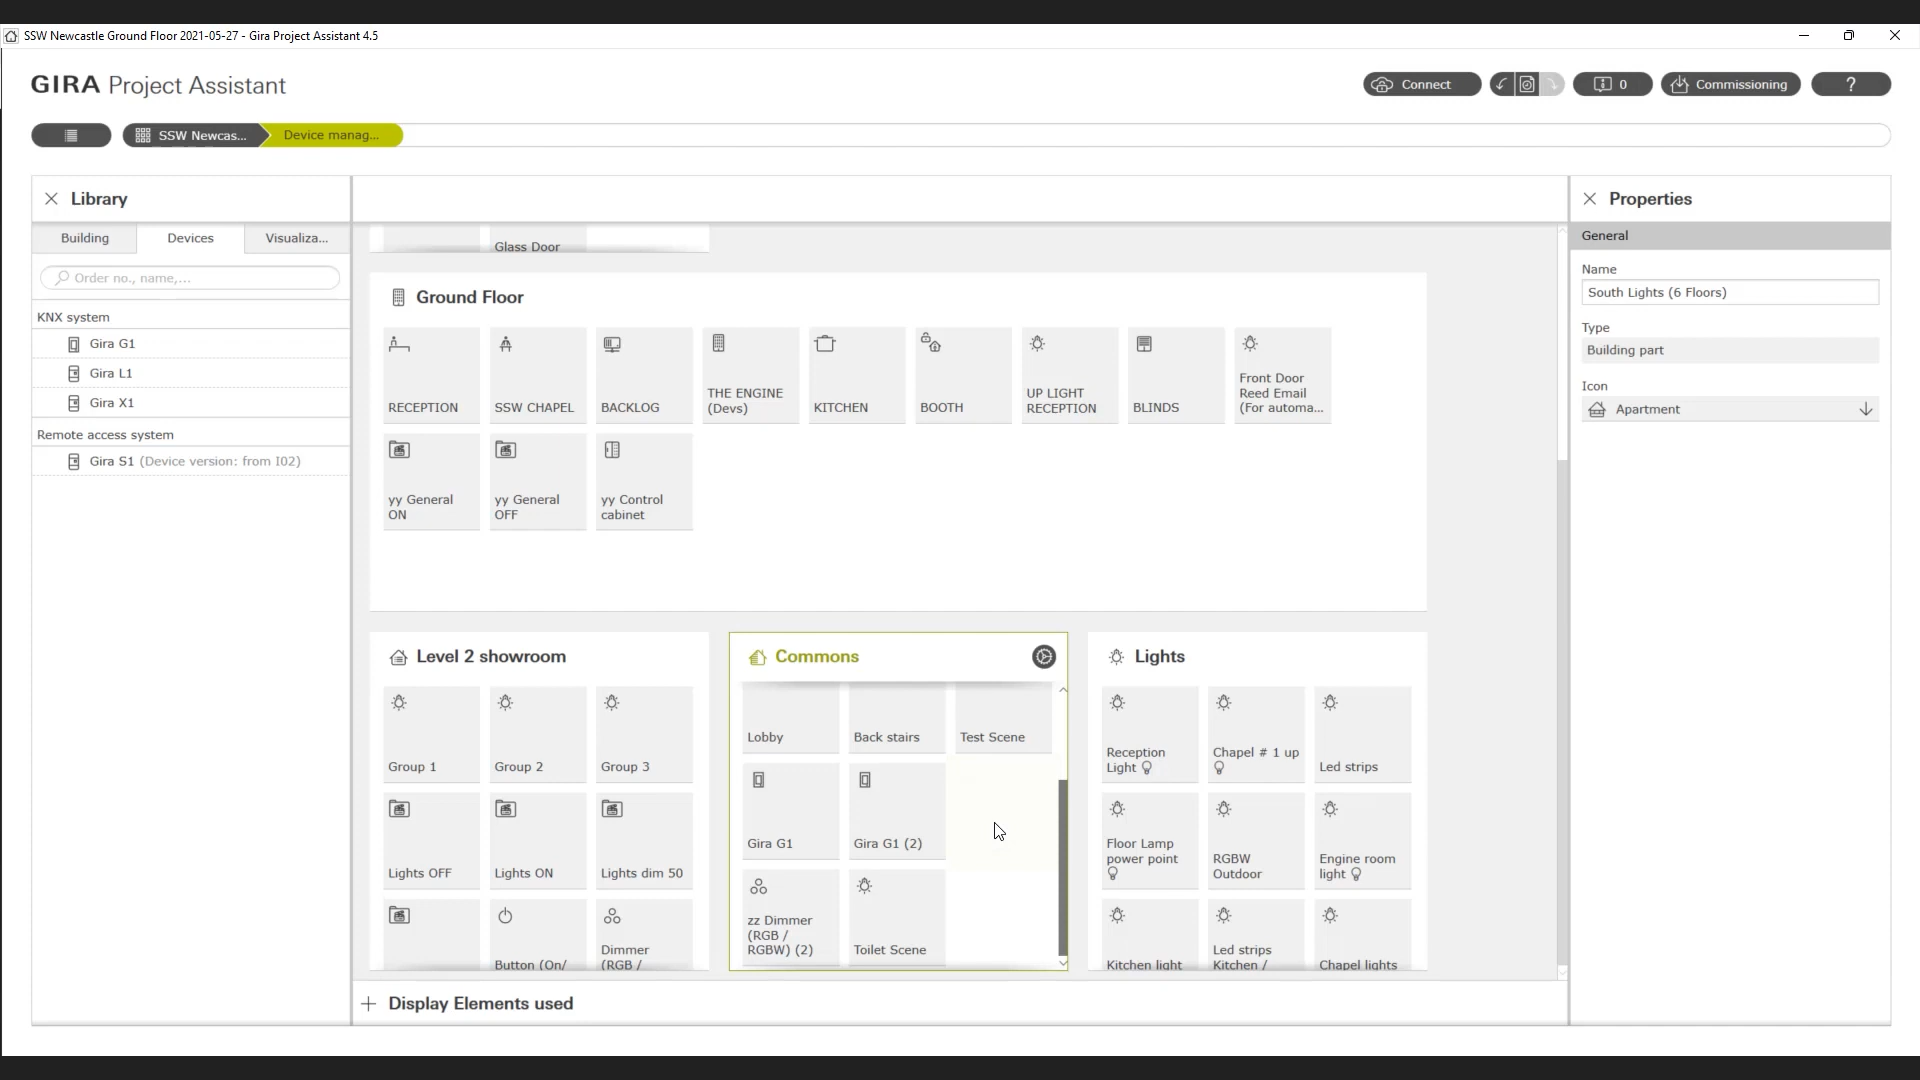 SSW Newcastle Ground Floor 2021-05-27 - Gira Project Assistant 4.5
GIRA Project Assistant
Connect
0
Commissioning
?
SSW Newcas...
Device manag...
Library
Building
Devices
Visualiza...
Order no., name,...
KNX system
Gira G1
Gira L1
Gira X1
Remote access system
Gira S1 (Device version: from I02)
Glass Door
Ground Floor
RECEPTION
SSW CHAPEL
BACKLOG
THE ENGINE
(Devs)
KITCHEN
BOOTH
UP LIGHT
RECEPTION
BLINDS
Front Door
Reed Email
(For automa...
yy General
ON
yy General
OFF
yy Control
cabinet
Level 2 showroom
Group 1
Group 2
Group 3
Lights OFF
Lights ON
Lights dim 50
Button (On/
Dimmer
(RGB /
Commons
Lobby
Back stairs
Test Scene
Gira G1
Gira G1 (2)
zz Dimmer
(RGB /
RGBW) (2)
Toilet Scene
Lights
Reception
Light
Chapel # 1 up
Led strips
Floor Lamp
power point
RGBW
Outdoor
Engine room
light
Kitchen light
Led strips
Kitchen /
Chapel lights
Display Elements used
Properties
General
Name
South Lights (6 Floors)
Type
Building part
Icon
Apartment